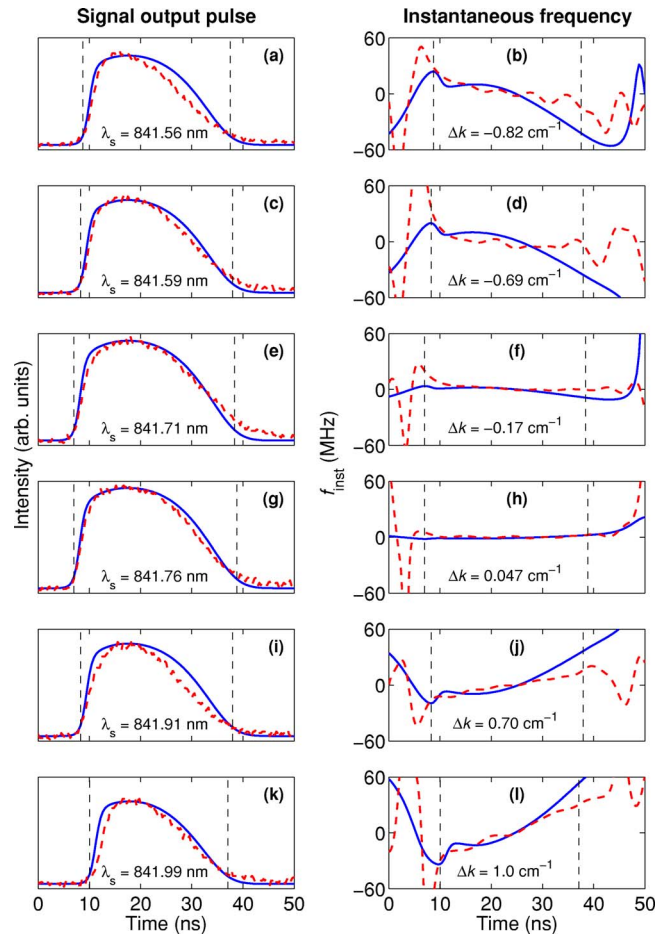 Signal output pulse
Instantaneous frequency
(a)
λs = 841.56 nm
60
0
−60
(b)
Δk = −0.82 cm−1
(c)
λs = 841.59 nm
60
0
−60
(d)
Δk = −0.69 cm−1
(e)
λs = 841.71 nm
60
0
−60
(f)
Δk = −0.17 cm−1
(g)
λs = 841.76 nm
60
0
−60
(h)
Δk = 0.047 cm−1
(i)
λs = 841.91 nm
60
0
−60
(j)
Δk = 0.70 cm−1
(k)
λs = 841.99 nm
60
0
−60
(l)
Δk = 1.0 cm−1
Intensity (arb. units)
finst (MHz)
0 10 20 30 40 50
0 10 20 30 40 50
Time (ns)
Time (ns)